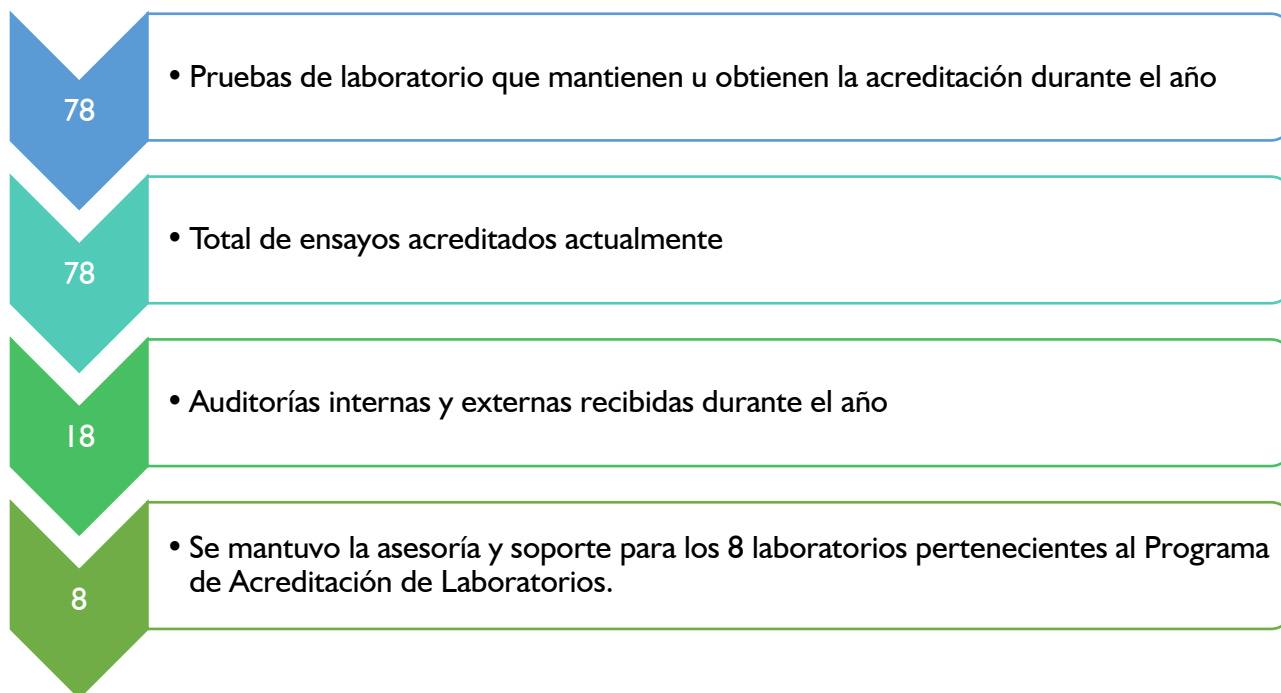 78
• Pruebas de laboratorio que mantienen u obtienen la acreditación durante el año
78
• Total de ensayos acreditados actualmente
18
• Auditorías internas y externas recibidas durante el año
8
• Se mantuvo la asesoría y soporte para los 8 laboratorios pertenecientes al Programa
de Acreditación de Laboratorios.